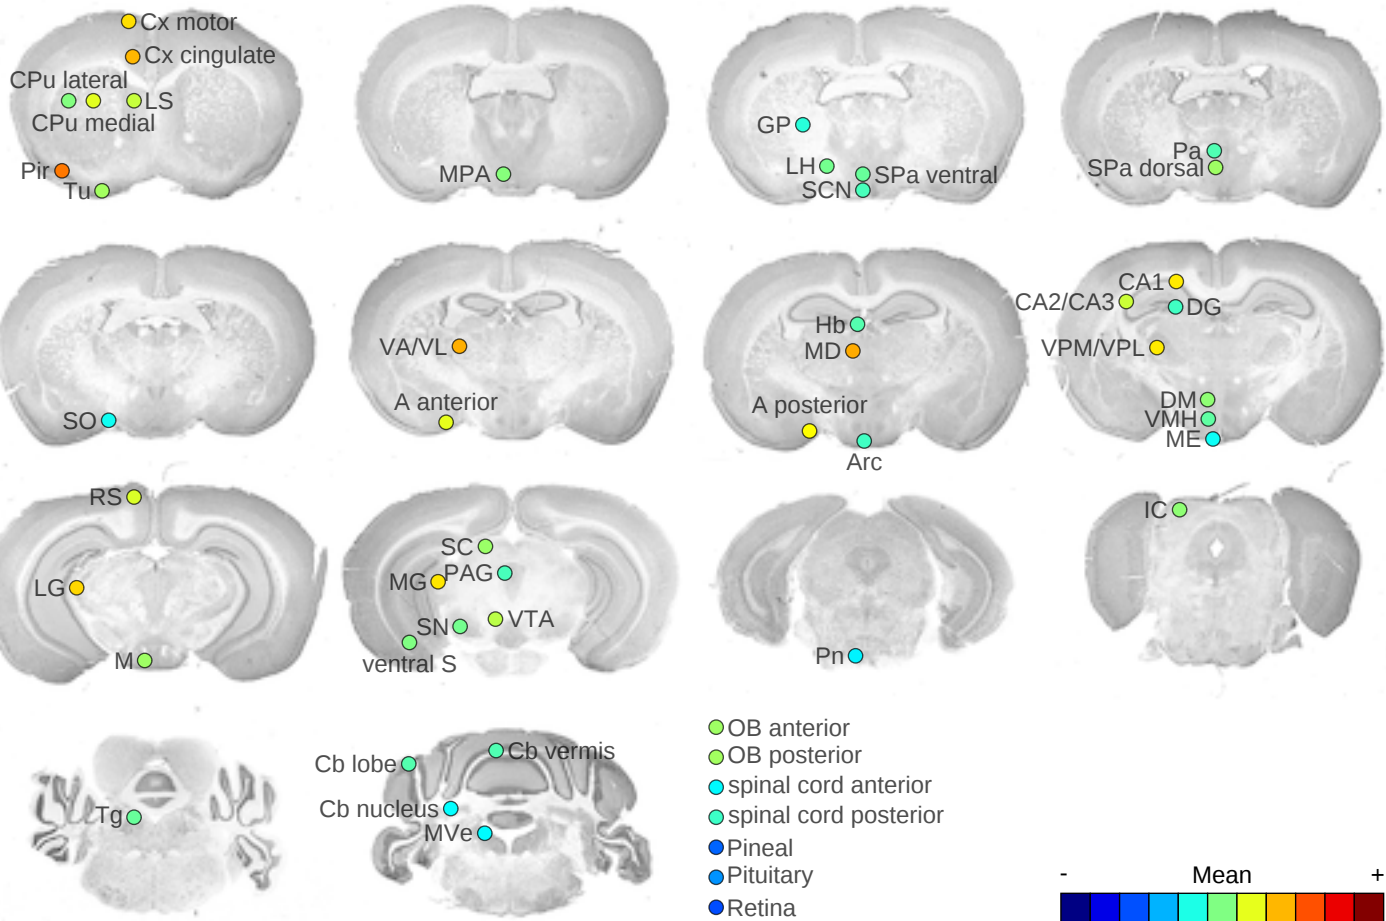 Cx motor
Cx cingulate
CPu lateral
LS
CPu medial
Pir
Tu
MPA
GP
LH
SPa ventral
SCN
Pa
SPa dorsal
SO
VA/VL
A anterior
Hb
MD
A posterior
Arc
CA1
CA2/CA3
DG
VPM/VPL
DM
VMH
ME
RS
LG
M
SC
PAG
MG
VTA
SN
ventral S
Pn
IC
Tg
Cb vermis
Cb lobe
Cb nucleus
MVe
OB anterior
OB posterior
spinal cord anterior
spinal cord posterior
Pineal
Pituitary
Retina
- Mean +